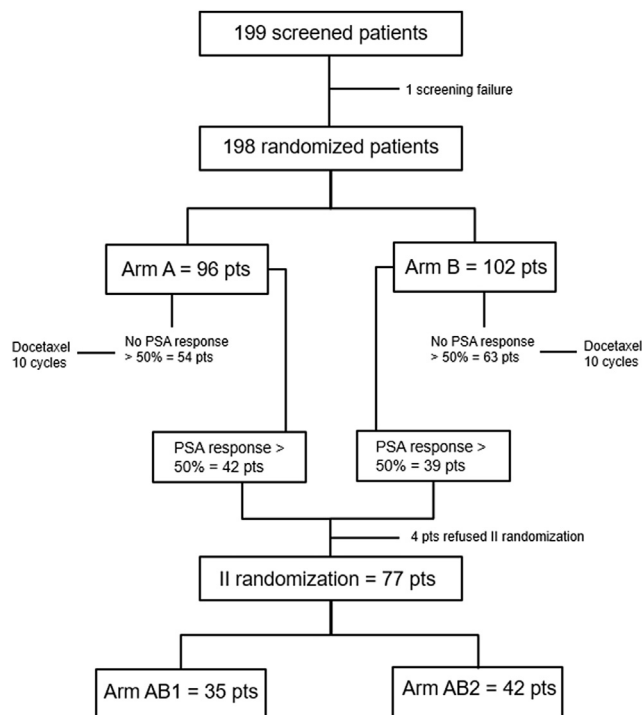 199 screened patients
1 screening failure
198 randomized patients
Arm A = 96 pts
Arm B = 102 pts
Docetaxel
10 cycles
No PSA response
> 50% = 54 pts
No PSA response
> 50% = 63 pts
Docetaxel
10 cycles
PSA response >
50% = 42 pts
PSA response >
50% = 39 pts
4 pts refused II randomization
II randomization = 77 pts
Arm AB1 = 35 pts
Arm AB2 = 42 pts